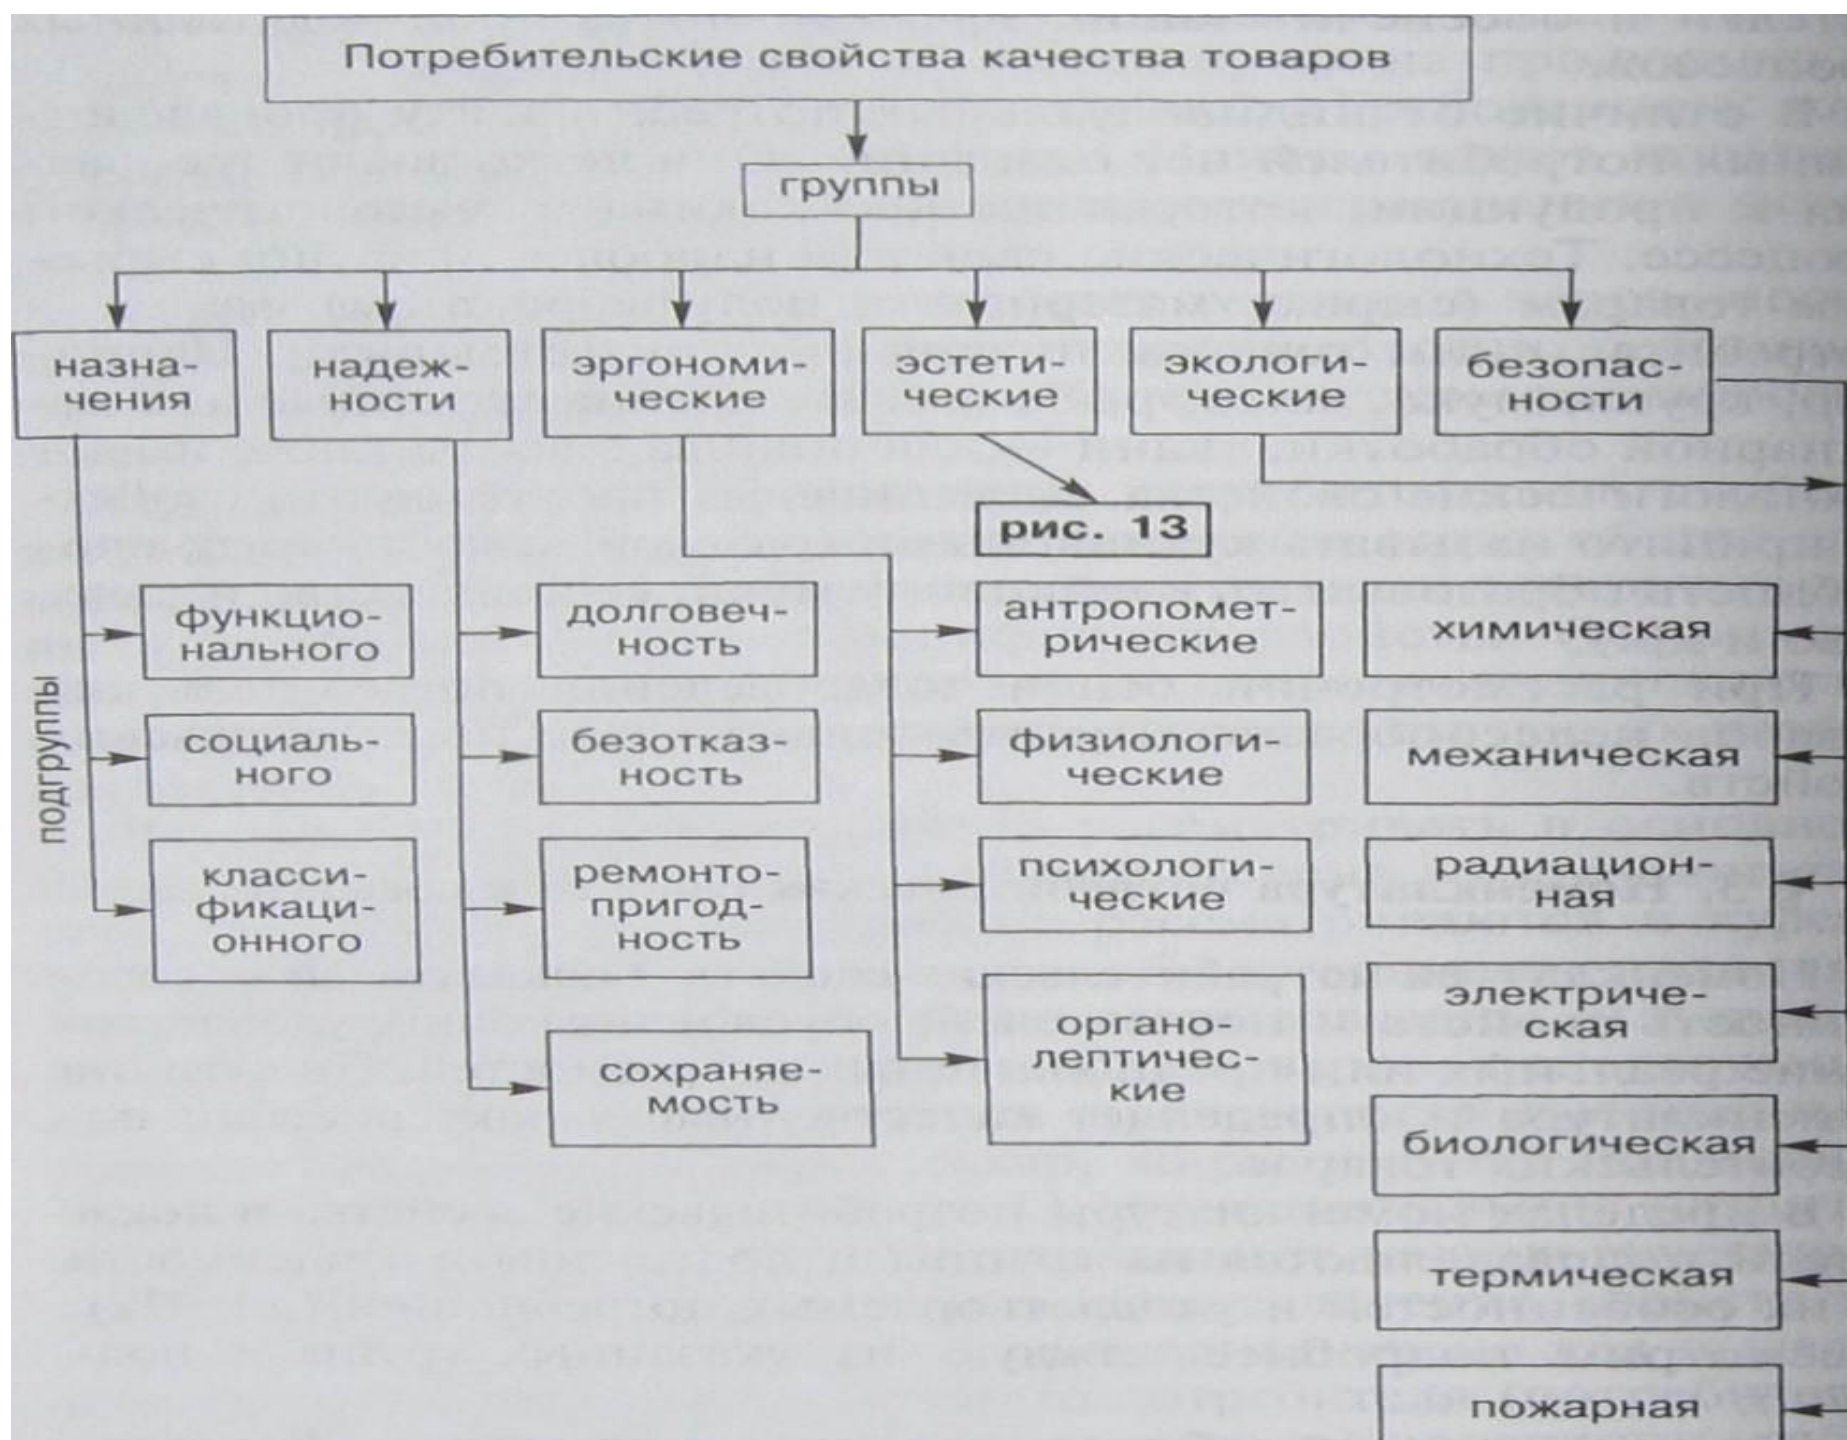 Потребительские свойства качества товаров
группы
назна-
чения
надеж-
ности
эргономи-
ческие
эстети-
ческие
экологи-
ческие
безопас-
ности
рис. 13
подгруппы
функцио-
нального
социаль-
ного
класси-
фикаци-
онного
долговеч-
ность
безотказ-
ность
ремонто-
пригод-
ность
сохраняе-
мость
антропомет-
рические
физиологи-
ческие
психологи-
ческие
органо-
лептичес-
кие
химическая
механическая
радиацион-
ная
электриче-
ская
биологическая
термическая
пожарная